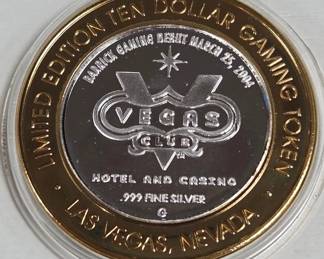 LIMITED EDITION TEN DOLLAR GAMING TOKEN
BARRICK GAMING DEBUT MARCH 25, 2004
VEGAS
CLUB
TM
HOTEL AND CASINO
.999 FINE SILVER
G
• LAS VEGAS, NEVADA •